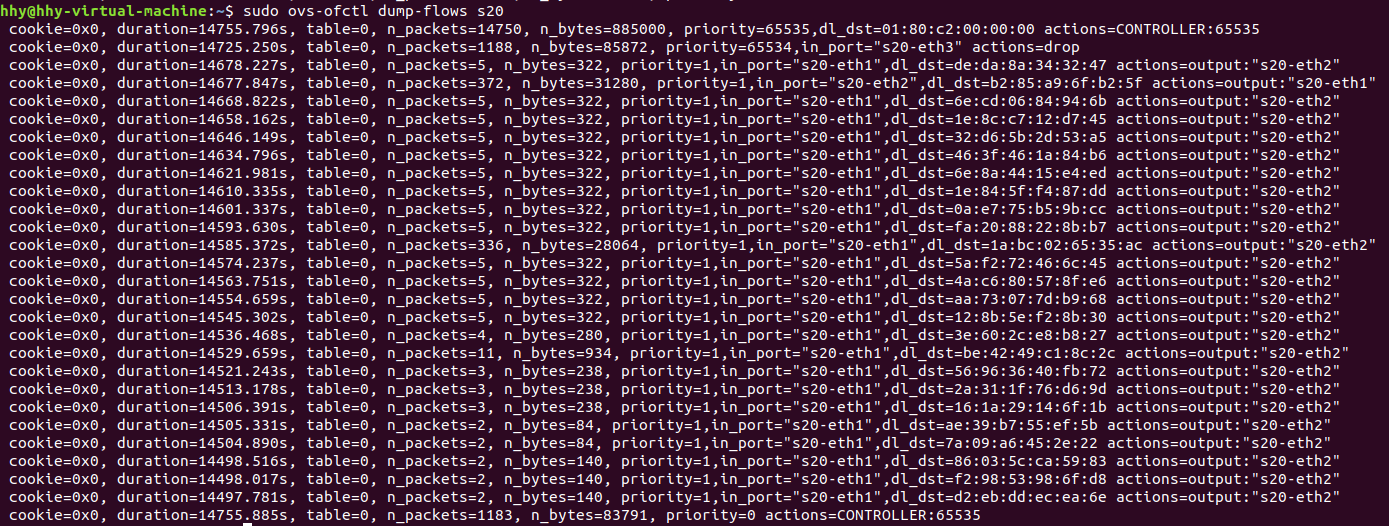 hhy@hhy-virtual-machine:~$ sudo ovs-ofctl dump-flows s20
cookie=0x0, duration=14755.796s, table=0, n_packets=14750, n_bytes=885000, priority=65535,dl_dst=01:80:c2:00:00:00 actions=CONTROLLER:65535
cookie=0x0, duration=14725.250s, table=0, n_packets=1188, n_bytes=85872, priority=65534,in_port="s20-eth3" actions=drop
cookie=0x0, duration=14678.227s, table=0, n_packets=5, n_bytes=322, priority=1,in_port="s20-eth1",dl_dst=de:da:8a:34:32:47 actions=output:"s20-eth2"
cookie=0x0, duration=14677.847s, table=0, n_packets=372, n_bytes=31280, priority=1,in_port="s20-eth2",dl_dst=b2:85:a9:6f:b2:5f actions=output:"s20-eth1"
cookie=0x0, duration=14668.822s, table=0, n_packets=5, n_bytes=322, priority=1,in_port="s20-eth1",dl_dst=6e:cd:06:84:94:6b actions=output:"s20-eth2"
cookie=0x0, duration=14658.162s, table=0, n_packets=5, n_bytes=322, priority=1,in_port="s20-eth1",dl_dst=1e:8c:c7:12:d7:45 actions=output:"s20-eth2"
cookie=0x0, duration=14646.149s, table=0, n_packets=5, n_bytes=322, priority=1,in_port="s20-eth1",dl_dst=32:d6:5b:2d:53:a5 actions=output:"s20-eth2"
cookie=0x0, duration=14634.796s, table=0, n_packets=5, n_bytes=322, priority=1,in_port="s20-eth1",dl_dst=46:3f:46:1a:84:b6 actions=output:"s20-eth2"
cookie=0x0, duration=14621.981s, table=0, n_packets=5, n_bytes=322, priority=1,in_port="s20-eth1",dl_dst=6e:8a:44:15:e4:ed actions=output:"s20-eth2"
cookie=0x0, duration=14610.335s, table=0, n_packets=5, n_bytes=322, priority=1,in_port="s20-eth1",dl_dst=1e:84:5f:f4:87:dd actions=output:"s20-eth2"
cookie=0x0, duration=14601.337s, table=0, n_packets=5, n_bytes=322, priority=1,in_port="s20-eth1",dl_dst=0a:e7:75:b5:9b:cc actions=output:"s20-eth2"
cookie=0x0, duration=14593.630s, table=0, n_packets=5, n_bytes=322, priority=1,in_port="s20-eth1",dl_dst=fa:20:88:22:8b:b7 actions=output:"s20-eth2"
cookie=0x0, duration=14585.372s, table=0, n_packets=336, n_bytes=28064, priority=1,in_port="s20-eth1",dl_dst=1a:bc:02:65:35:ac actions=output:"s20-eth2"
cookie=0x0, duration=14574.237s, table=0, n_packets=5, n_bytes=322, priority=1,in_port="s20-eth1",dl_dst=5a:f2:72:46:6c:45 actions=output:"s20-eth2"
cookie=0x0, duration=14563.751s, table=0, n_packets=5, n_bytes=322, priority=1,in_port="s20-eth1",dl_dst=4a:c6:80:57:8f:e6 actions=output:"s20-eth2"
cookie=0x0, duration=14554.659s, table=0, n_packets=5, n_bytes=322, priority=1,in_port="s20-eth1",dl_dst=aa:73:07:7d:b9:68 actions=output:"s20-eth2"
cookie=0x0, duration=14545.302s, table=0, n_packets=5, n_bytes=322, priority=1,in_port="s20-eth1",dl_dst=12:8b:5e:f2:8b:30 actions=output:"s20-eth2"
cookie=0x0, duration=14536.468s, table=0, n_packets=4, n_bytes=280, priority=1,in_port="s20-eth1",dl_dst=3e:60:2c:e8:b8:27 actions=output:"s20-eth2"
cookie=0x0, duration=14529.659s, table=0, n_packets=11, n_bytes=934, priority=1,in_port="s20-eth1",dl_dst=be:42:49:c1:8c:2c actions=output:"s20-eth2"
cookie=0x0, duration=14521.243s, table=0, n_packets=3, n_bytes=238, priority=1,in_port="s20-eth1",dl_dst=56:96:36:40:fb:72 actions=output:"s20-eth2"
cookie=0x0, duration=14513.178s, table=0, n_packets=3, n_bytes=238, priority=1,in_port="s20-eth1",dl_dst=2a:31:1f:76:d6:9d actions=output:"s20-eth2"
cookie=0x0, duration=14506.391s, table=0, n_packets=3, n_bytes=238, priority=1,in_port="s20-eth1",dl_dst=16:1a:29:14:6f:1b actions=output:"s20-eth2"
cookie=0x0, duration=14505.331s, table=0, n_packets=2, n_bytes=84, priority=1,in_port="s20-eth1",dl_dst=ae:39:b7:55:ef:5b actions=output:"s20-eth2"
cookie=0x0, duration=14504.890s, table=0, n_packets=2, n_bytes=84, priority=1,in_port="s20-eth1",dl_dst=7a:09:a6:45:2e:22 actions=output:"s20-eth2"
cookie=0x0, duration=14498.516s, table=0, n_packets=2, n_bytes=140, priority=1,in_port="s20-eth1",dl_dst=86:03:5c:ca:59:83 actions=output:"s20-eth2"
cookie=0x0, duration=14498.017s, table=0, n_packets=2, n_bytes=140, priority=1,in_port="s20-eth1",dl_dst=f2:98:53:98:6f:d8 actions=output:"s20-eth2"
cookie=0x0, duration=14497.781s, table=0, n_packets=2, n_bytes=140, priority=1,in_port="s20-eth1",dl_dst=d2:eb:dd:ec:ea:6e actions=output:"s20-eth2"
cookie=0x0, duration=14755.885s, table=0, n_packets=1183, n_bytes=83791, priority=0 actions=CONTROLLER:65535